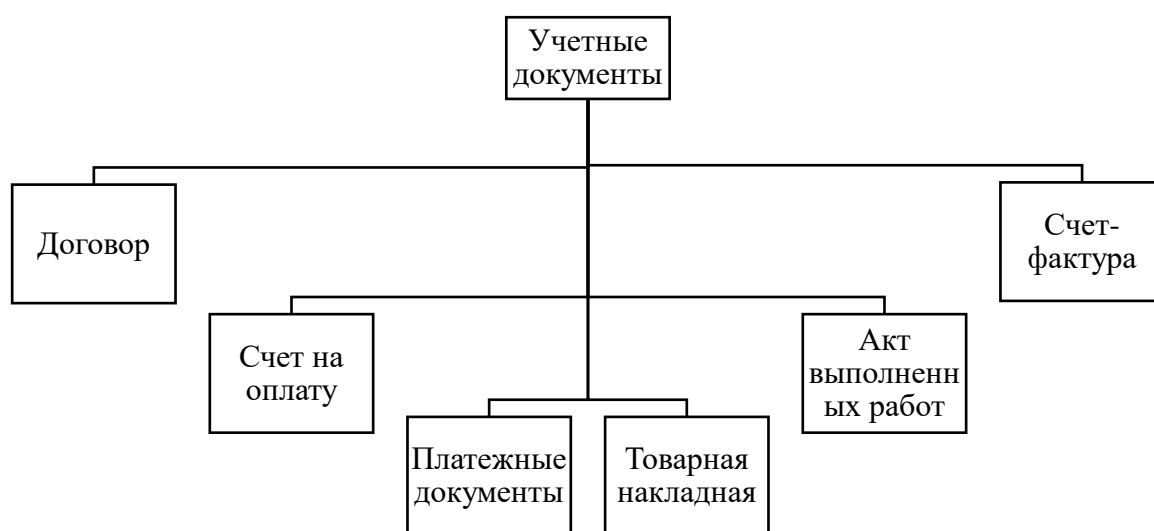 Учетные
документы
Договор
Счет-
фактура
Счет на
оплату
Акт
выполненн
ых работ
Платежные
документы
Товарная
накладная